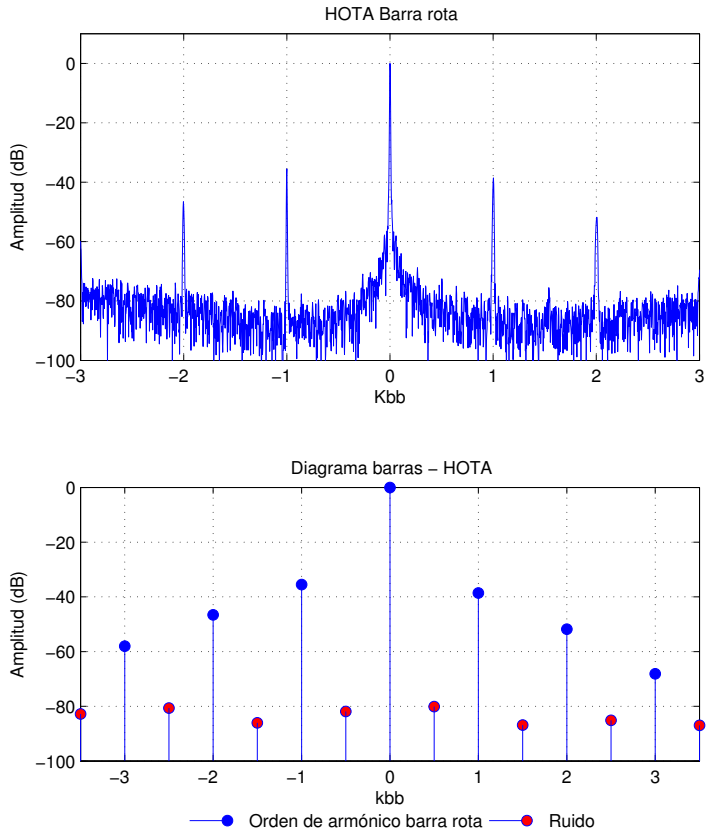 HOTA Barra rota
Amplitud (dB)
0
−20
−40
−60
−80
−100
−3 −2 −1 0 1 2 3
Kbb
Diagrama barras − HOTA
Amplitud (dB)
0
−20
−40
−60
−80
−100
−3 −2 −1 0 1 2 3
kbb
Orden de armónico barra rota Ruido